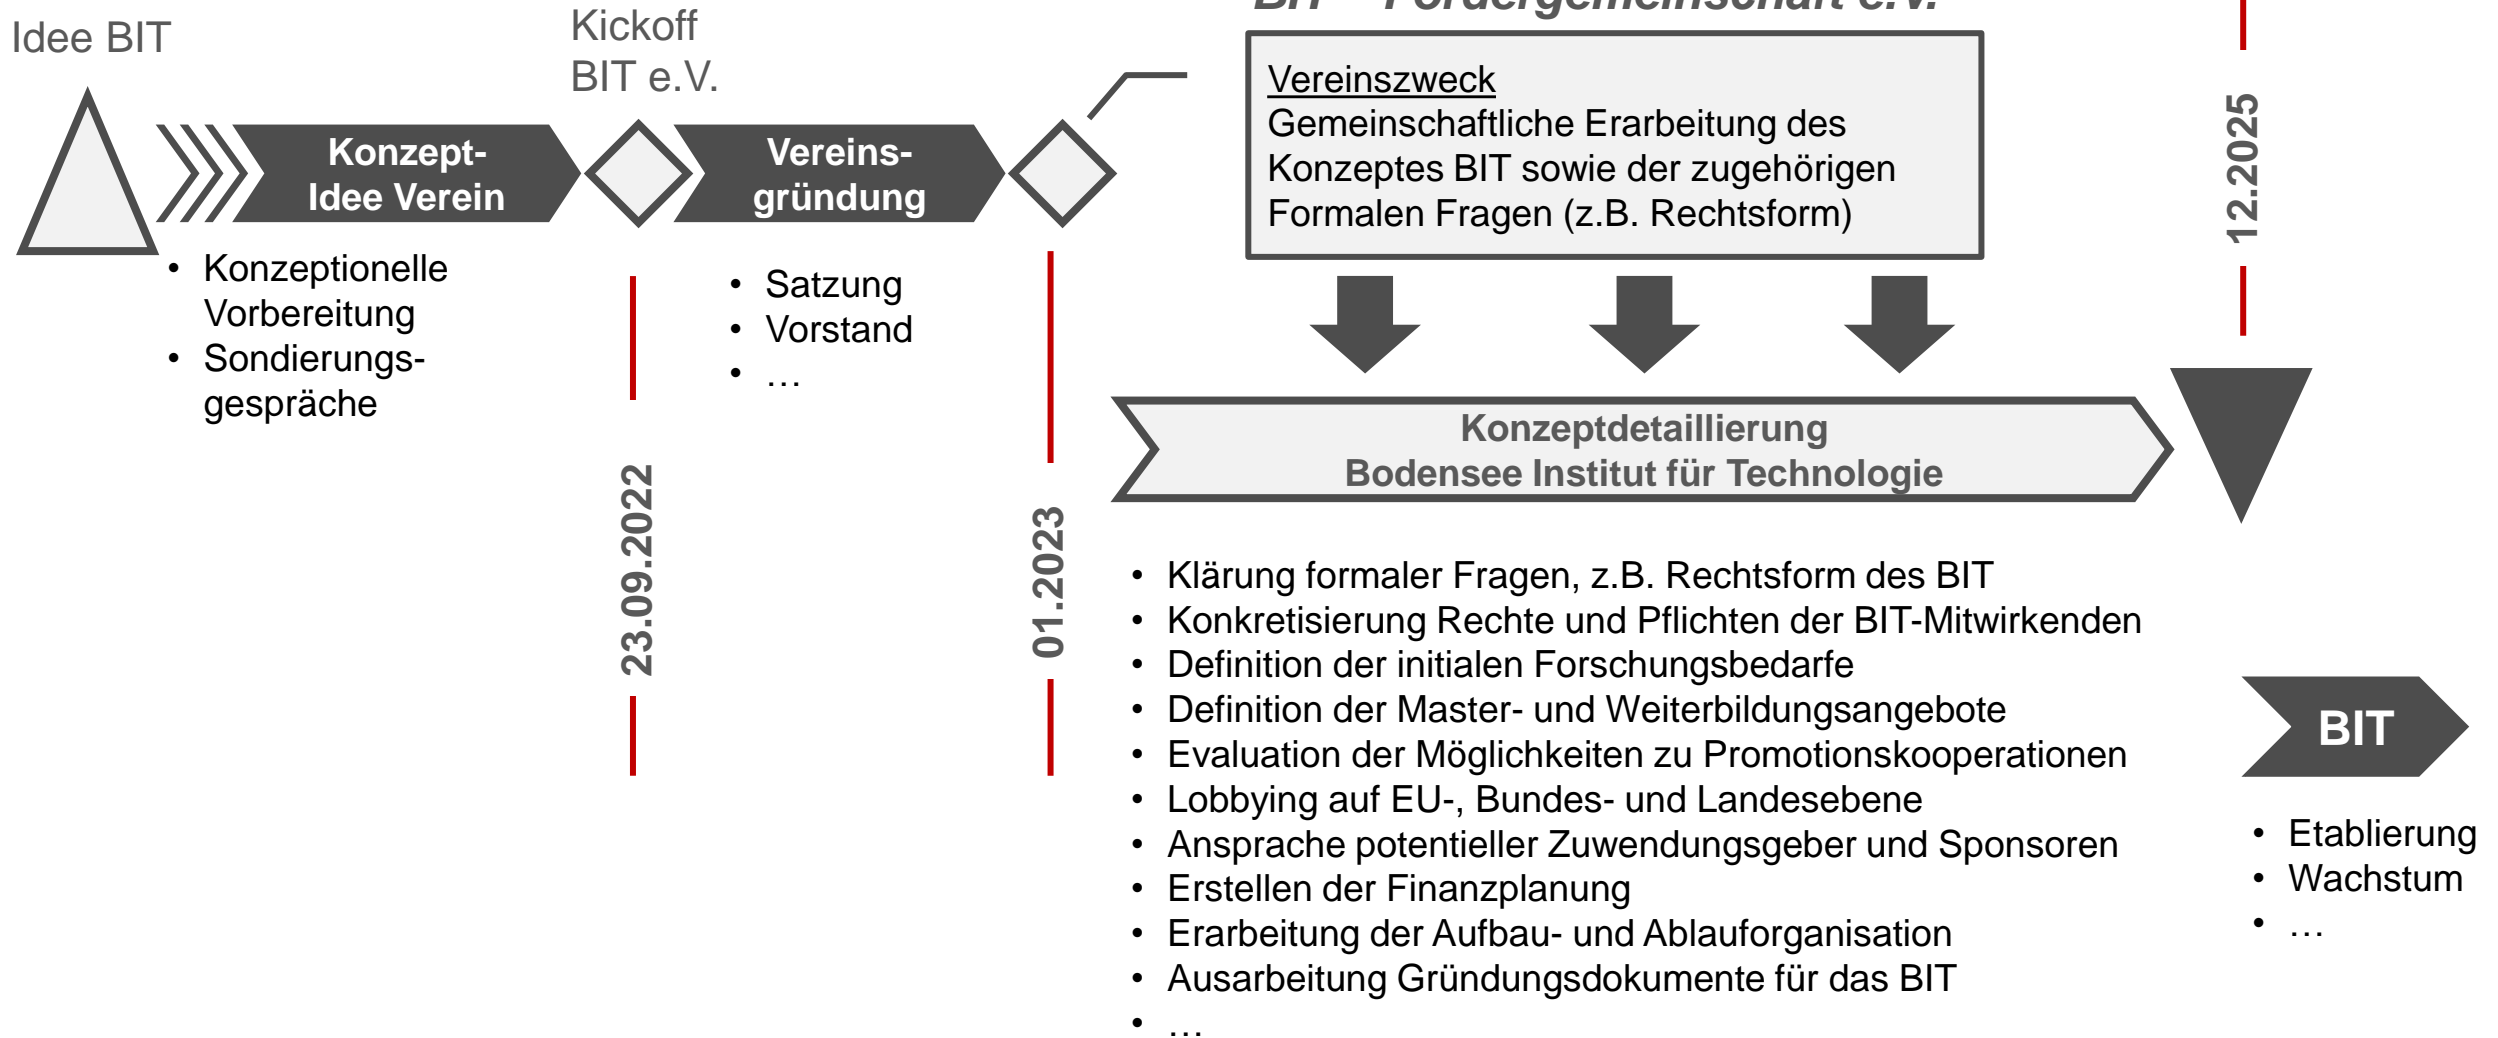 Idee BIT
Kickoff
BIT e.V.
Konzept-
Idee Verein
Vereins-
gründung
• Konzeptionelle
Vorbereitung
• Sondierungs-
gespräche
• Satzung
• Vorstand
• …
23.09.2022
01.2023
Fördergemeinschaft e.V.
Vereinszweck
Gemeinschaftliche Erarbeitung des
Konzeptes BIT sowie der zugehörigen
Formalen Fragen (z.B. Rechtsform)
12.2025
Konzeptdetaillierung
Bodensee Institut für Technologie
• Klärung formaler Fragen, z.B. Rechtsform des BIT
• Konkretisierung Rechte und Pflichten der BIT-Mitwirkenden
• Definition der initialen Forschungsbedarfe
• Definition der Master- und Weiterbildungsangebote
• Evaluation der Möglichkeiten zu Promotionskooperationen
• Lobbying auf EU-, Bundes- und Landesebene
• Ansprache potentieller Zuwendungsgeber und Sponsoren
• Erstellen der Finanzplanung
• Erarbeitung der Aufbau- und Ablauforganisation
• Ausarbeitung Gründungsdokumente für das BIT
• …
BIT
• Etablierung
• Wachstum
• …